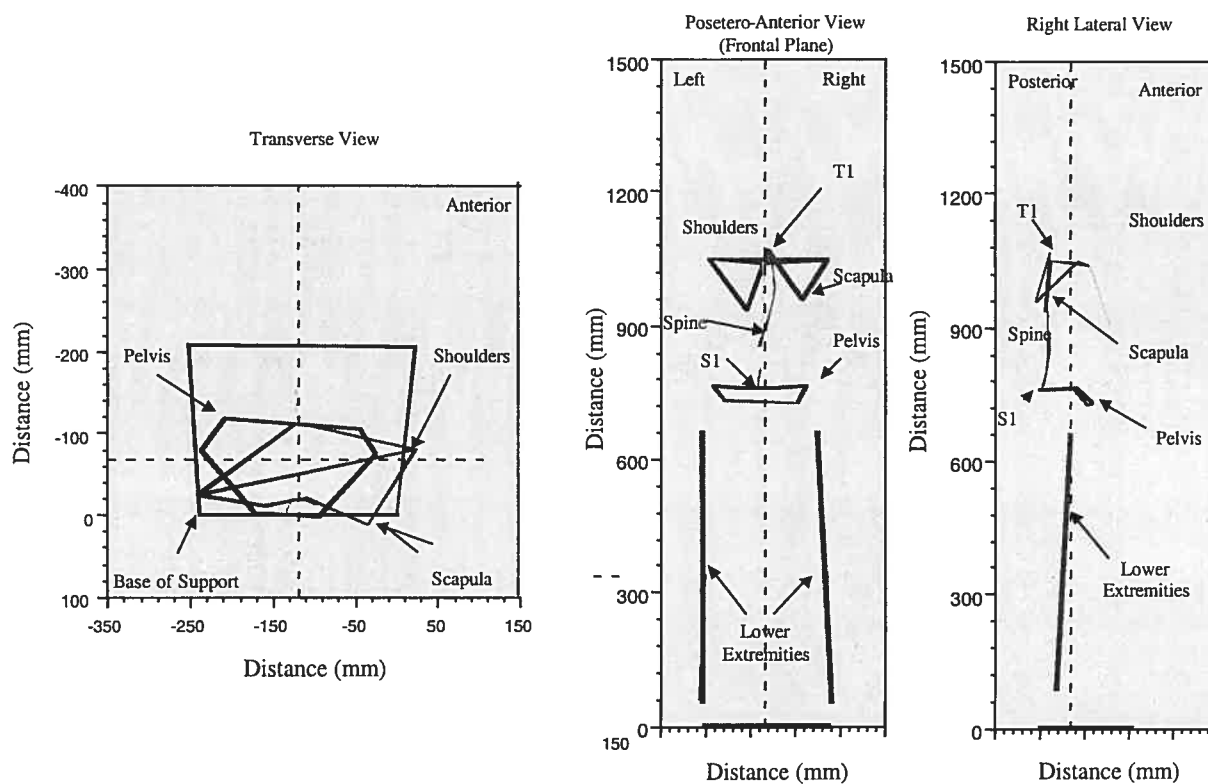 Transverse View
-400
-300
-200
-100
0
100
Distance (mm)
Anterior
Pelvis
Shoulders
Base of Support
Scapula
-350
-250
-150
-50
50
150
Distance (mm)
Posetero-Anterior View
(Frontal Plane)
1500
1200
900
600
300
0
150
Distance (mm)
Left
Right
T1
Shoulders
Scapula
Spine
Pelvis
S1
Lower
Extremities
Distance (mm)
Right Lateral View
1500
1200
900
600
300
0
Distance (mm)
Posterior
Anterior
T1
Shoulders
Spine
Scapula
S1
Pelvis
Lower
Extremities
Distance (mm)